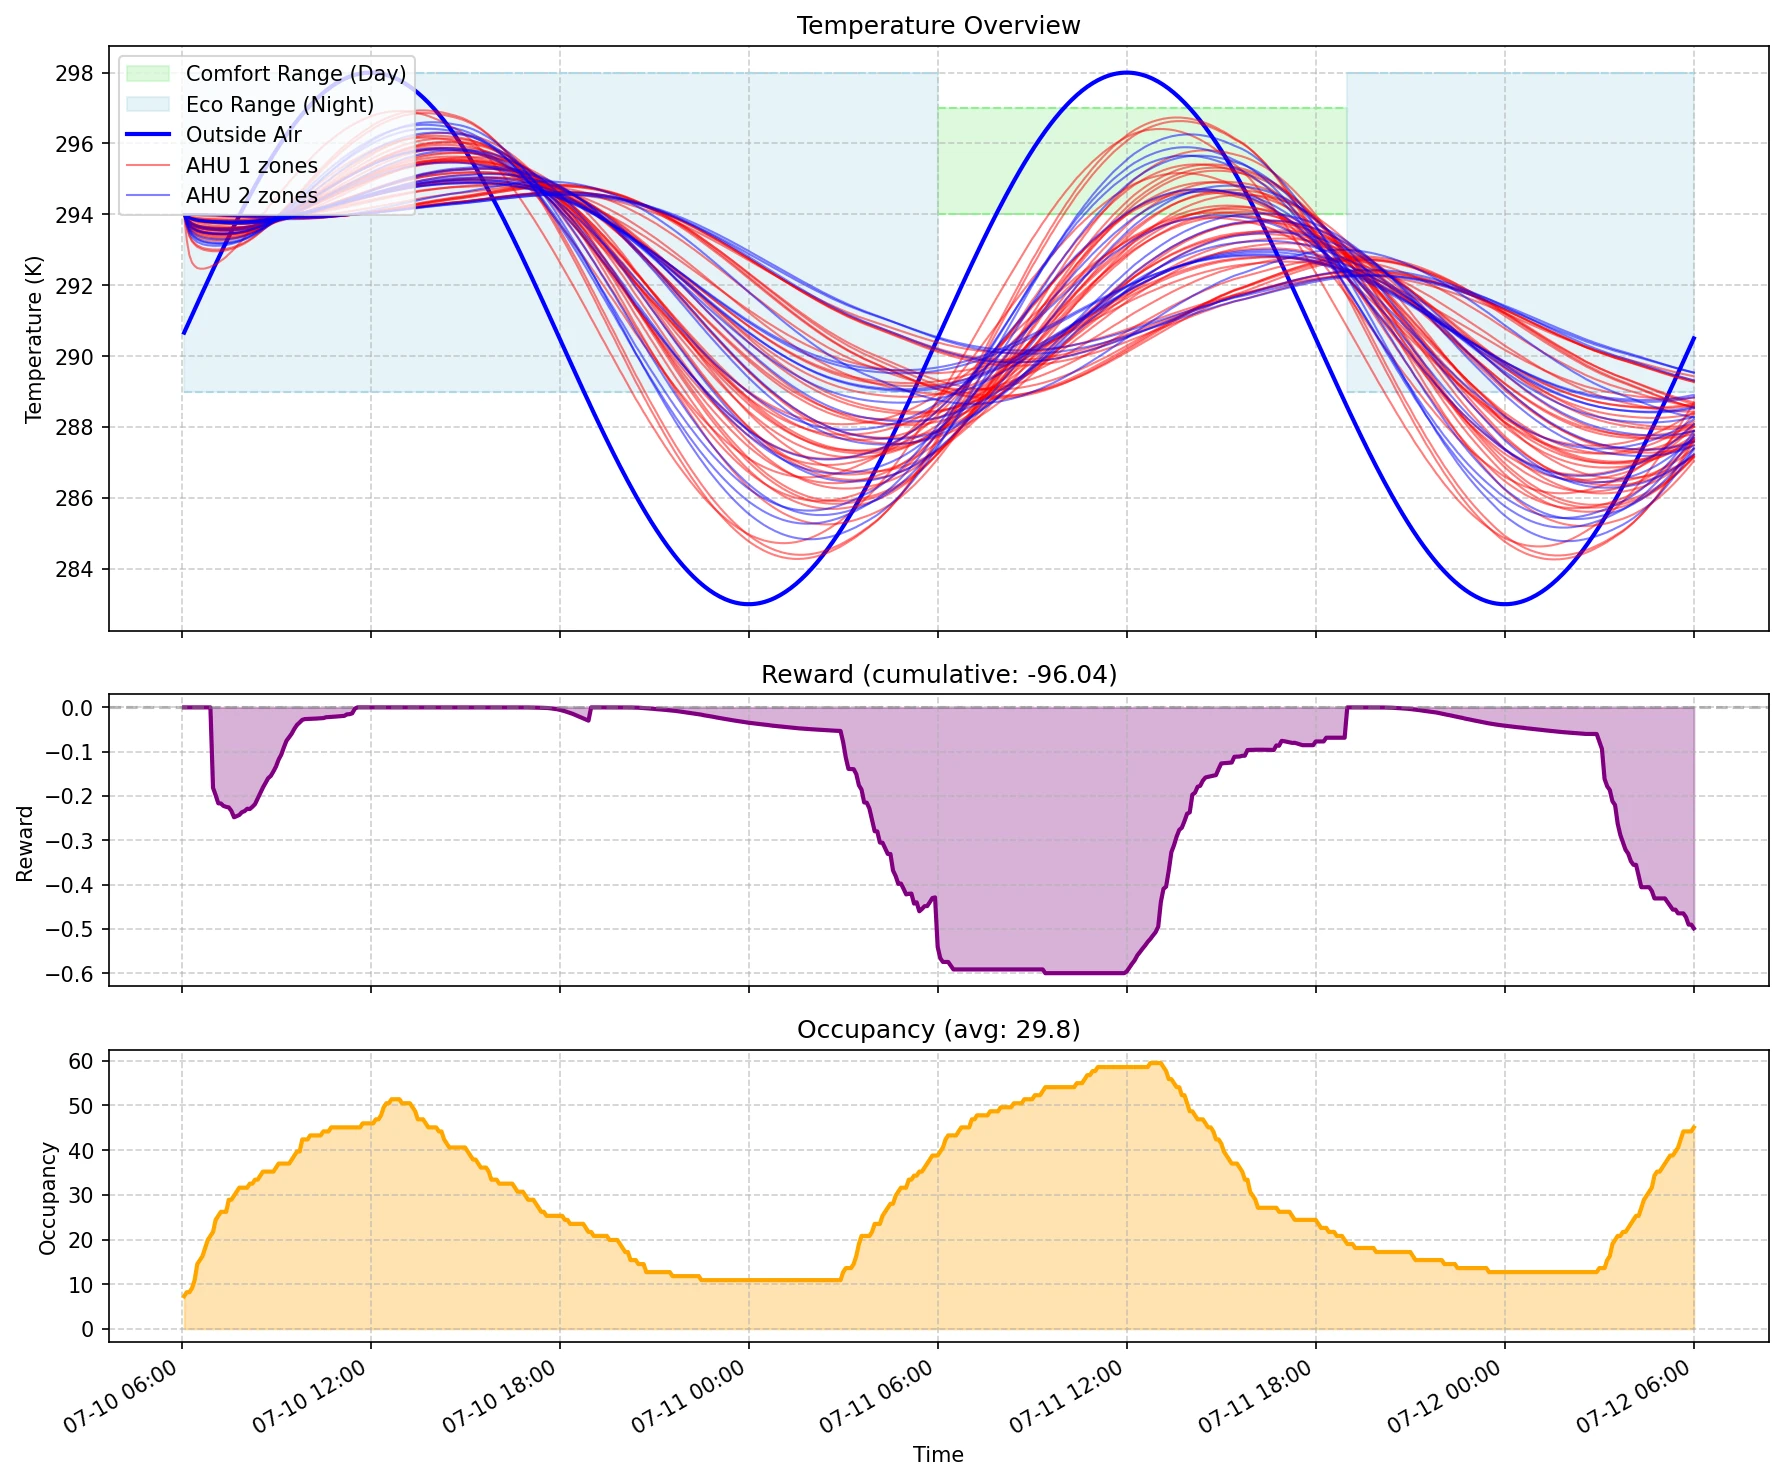 Temperature Overview
Comfort Range (Day)
Eco Range (Night)
Outside Air
AHU 1 zones
AHU 2 zones
Temperature (K)
298
296
294
292
290
288
286
284
Reward (cumulative: -96.04)
Reward
0.0
−0.1
−0.2
−0.3
−0.4
−0.5
−0.6
Occupancy (avg: 29.8)
Occupancy
60
50
40
30
20
10
0
07-10 06:00
07-10 12:00
07-10 18:00
07-11 00:00
07-11 06:00
07-11 12:00
07-11 18:00
07-12 00:00
07-12 06:00
Time